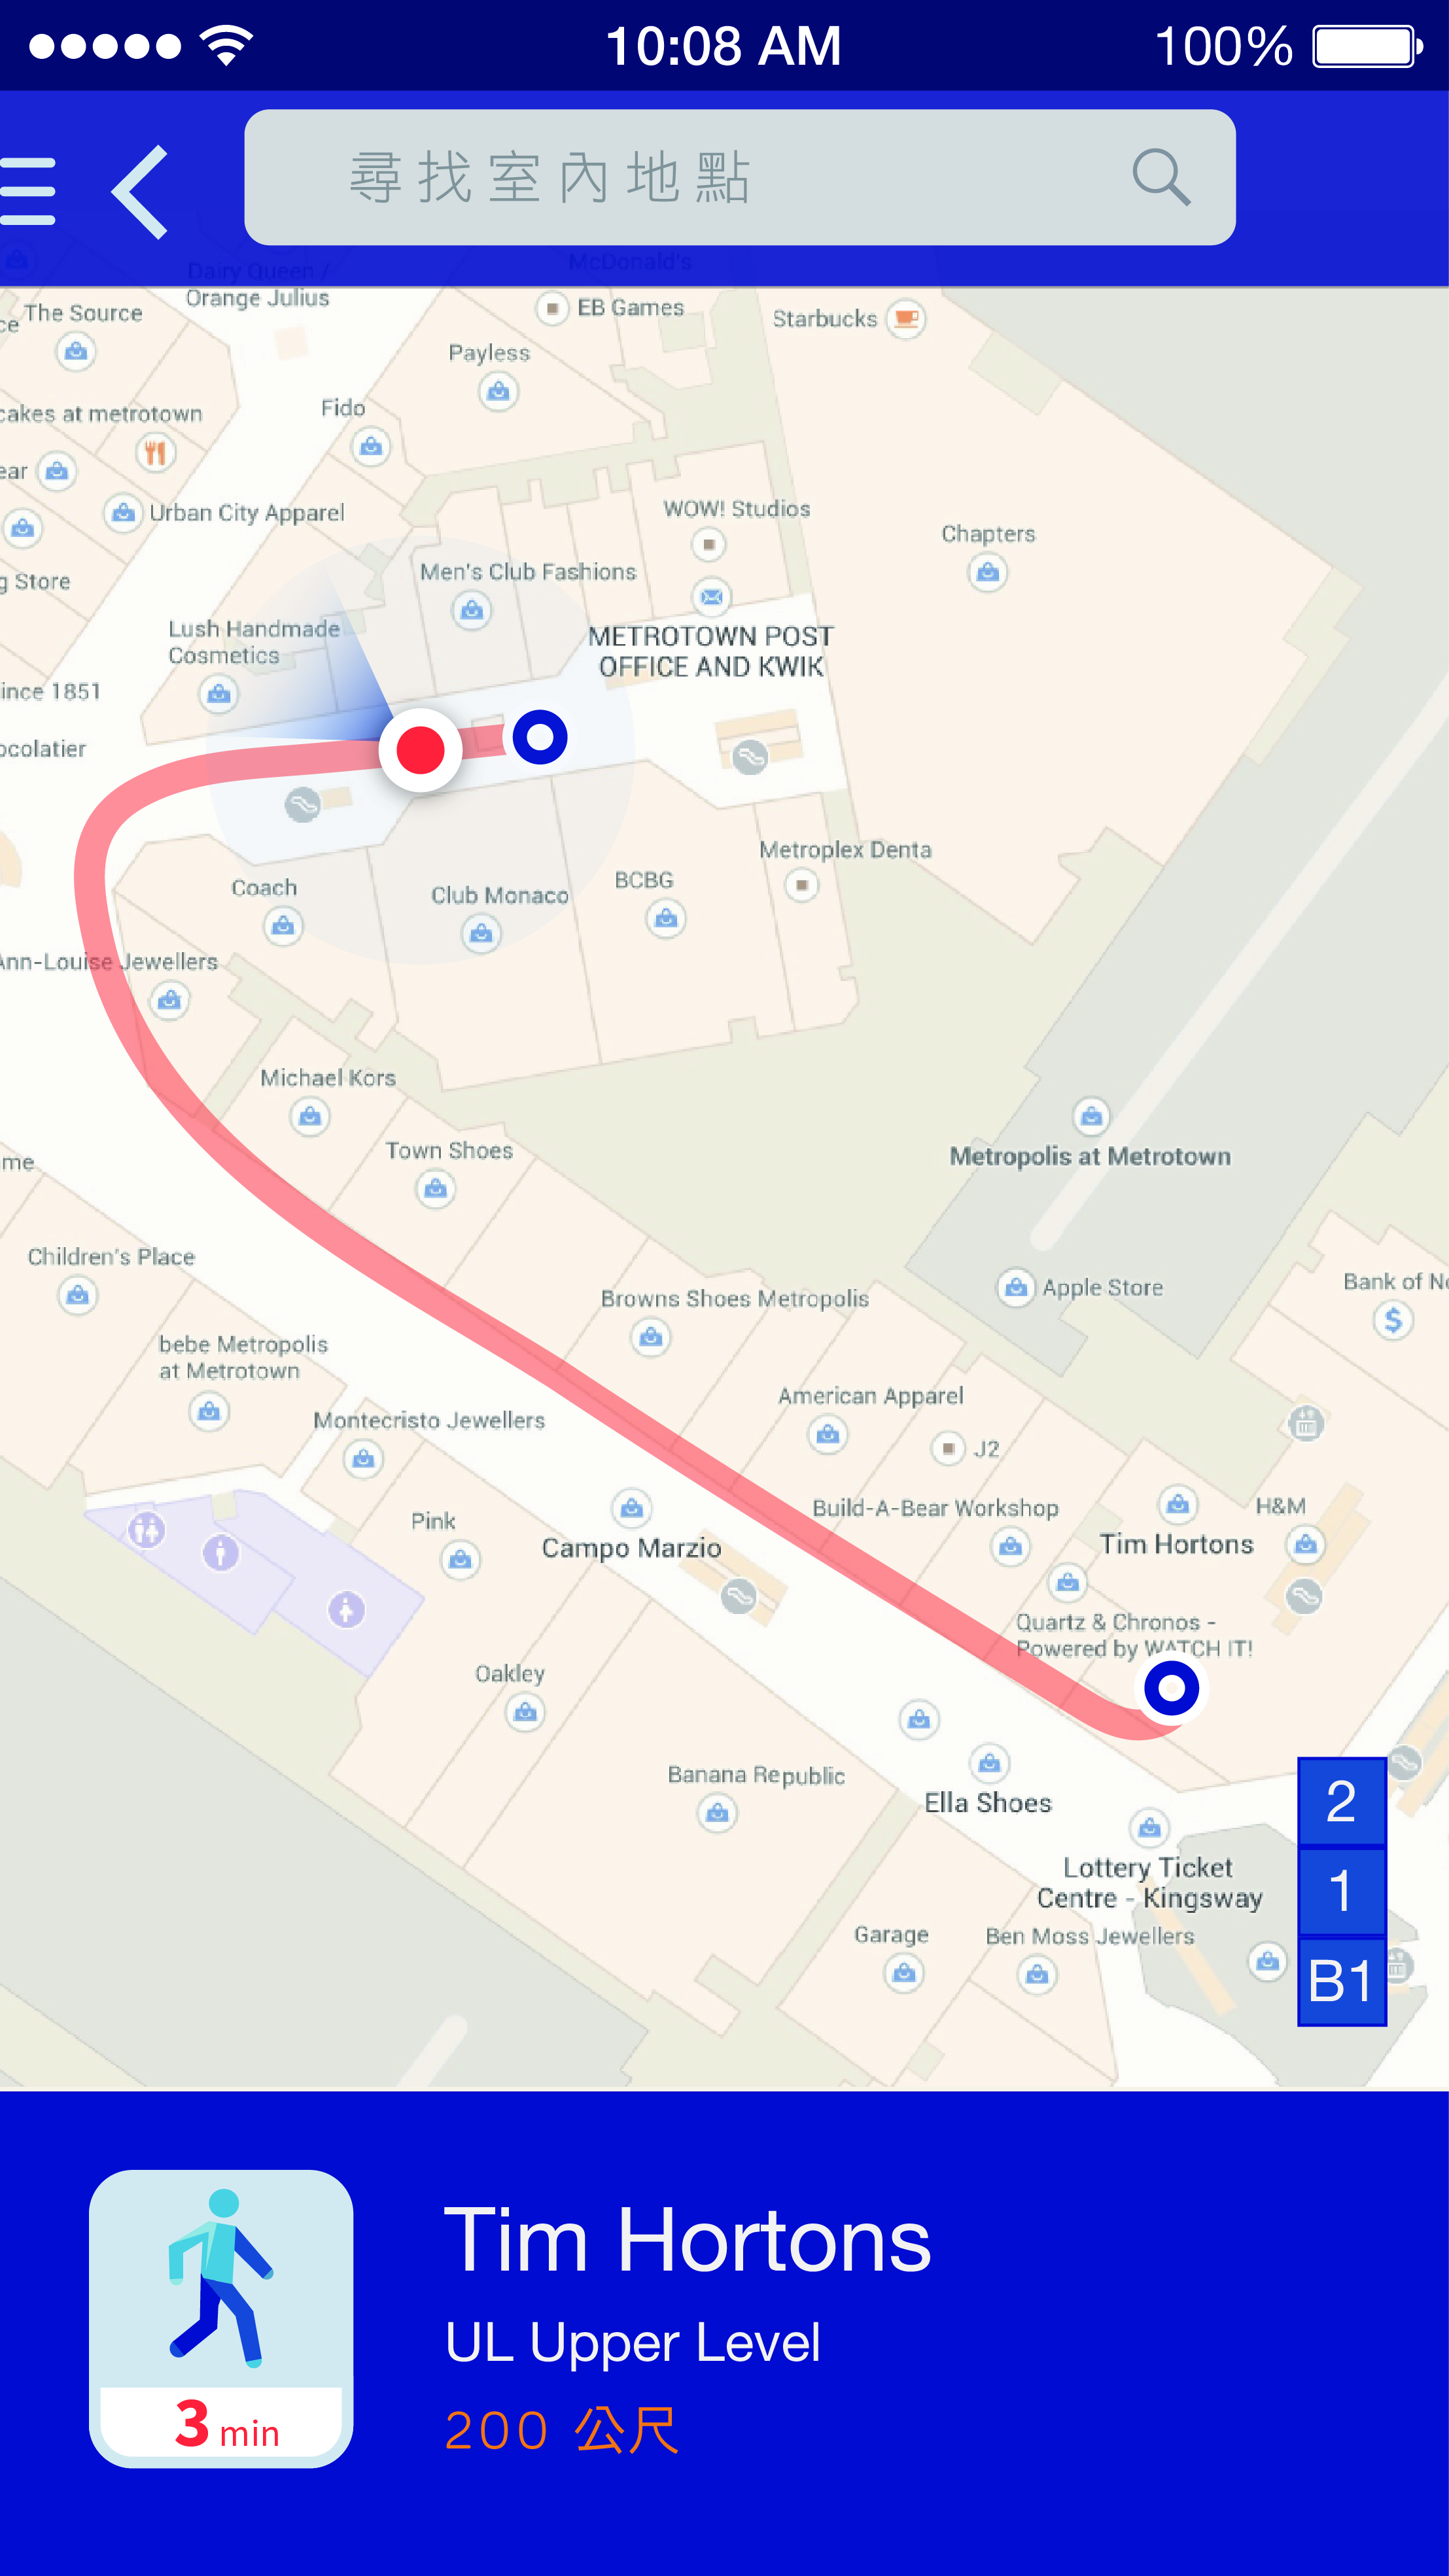 10:08 AM
100%
尋找室內地點
Dairy Queen /
Orange Julius
McDonald's
The Source
ce
EB Games
Starbucks
Payless
Fido
cakes at metrotown
ear
Urban City Apparel
WOW! Studios
Chapters
g Store
Men's Club Fashions
Lush Handmade
Cosmetics
METROTOWN POST
OFFICE AND KWIK
ince 1851
ocolatier
Metroplex Denta
Coach
Club Monaco
BCBG
Ann-Louise Jewellers
Michael Kors
Town Shoes
Metropolis at Metrotown
me
Children's Place
Apple Store
Bank of No
Browns Shoes Metropolis
bebe Metropolis
at Metrotown
American Apparel
Montecristo Jewellers
J2
Build-A-Bear Workshop
H&M
Pink
Campo Marzio
Tim Hortons
Quartz & Chronos -
Powered by WATCH IT!
Oakley
Banana Republic
Ella Shoes
2
Lottery Ticket
Centre - Kingsway
1
Garage
Ben Moss Jewellers
B1
Tim Hortons
UL Upper Level
200 公尺
3 min